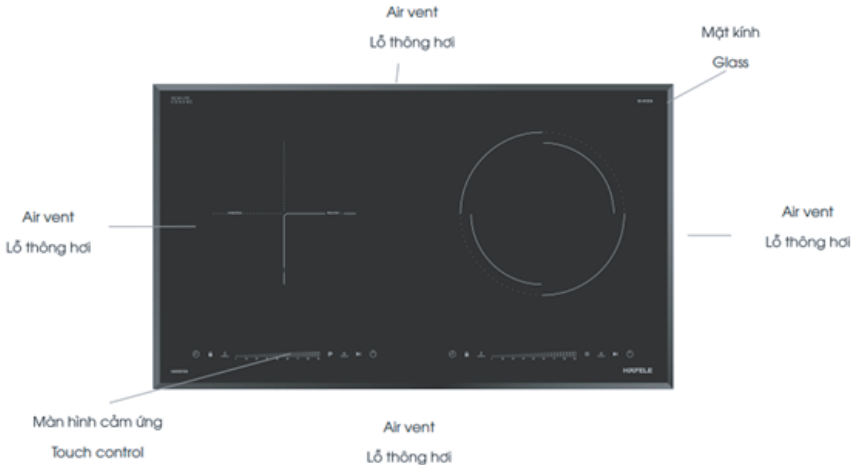 Air vent
Lỗ thông hơi
Mặt kính
Glass
Air vent
Lỗ thông hơi
Air vent
Lỗ thông hơi
HÄFELE
Màn hình cảm ứng
Touch control
Air vent
Lỗ thông hơi